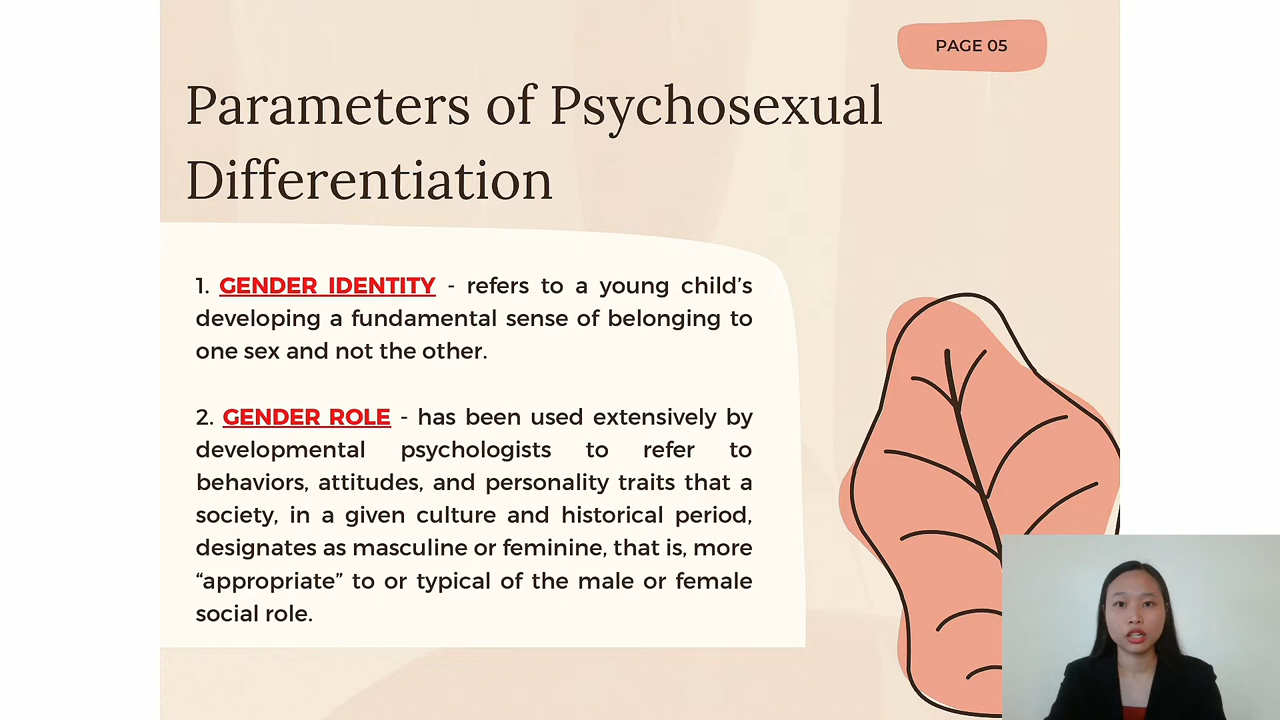 PAGE 05
Parameters of Psychosexual
Differentiation
1. GENDER IDENTITY - refers to a young child’s
developing a fundamental sense of belonging to
one sex and not the other.
2. GENDER ROLE - has been used extensively by
developmental psychologists to refer to
behaviors, attitudes, and personality traits that a
society, in a given culture and historical period,
designates as masculine or feminine, that is, more
“appropriate” to or typical of the male or female
social role.